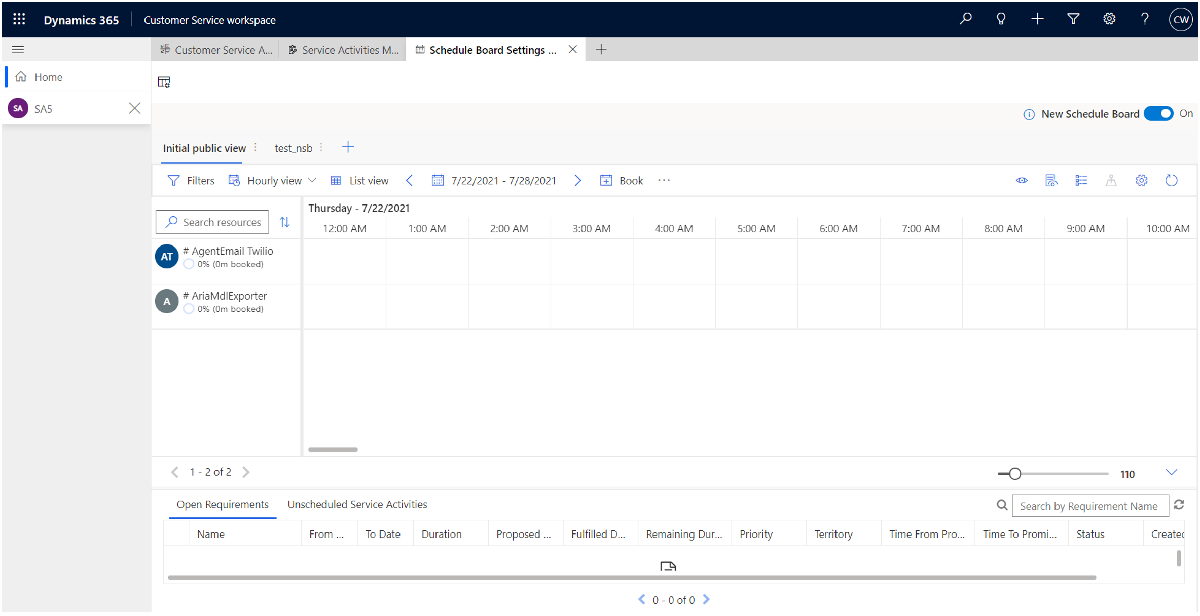 Dynamics 365 Customer Service workspace CW
Customer Service A... Service Activities M... Schedule Board Settings ...
Home
SA SA5
New Schedule Board On
Initial public view test_nsb
Filters Hourly view List view 7/22/2021 - 7/28/2021 Book ...
Thursday - 7/22/2021
Search resources
12:00 AM 1:00 AM 2:00 AM 3:00 AM 4:00 AM 5:00 AM 6:00 AM 7:00 AM 8:00 AM 9:00 AM 10:00 AM
AT # AgentEmail Twilio
0% (0m booked)
A # AriaMdlExporter
0% (0m booked)
1 - 2 of 2 110
Open Requirements Unscheduled Service Activities Search by Requirement Name
Name From ... To Date Duration Proposed ... Fulfilled D... Remaining Dur... Priority Territory Time From Pro... Time To Promi... Status Created
0 - 0 of 0